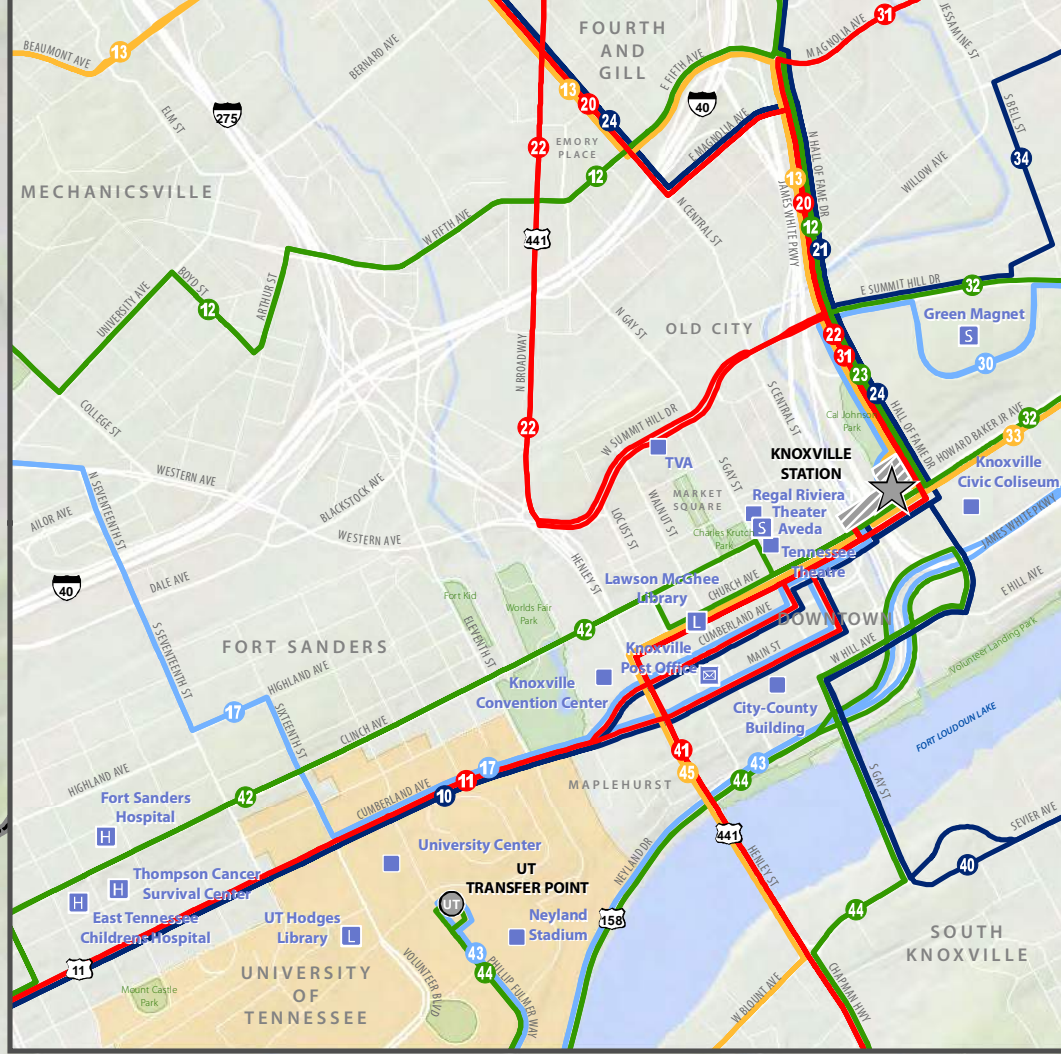 BEAUMONT AVE
13
BERNARD AVE
FOURTH
AND
GILL
E FIFTH AVE
MAGNOLIA AVE
31
JESSAMINE ST
ELM ST
275
13
20
24
40
S BELL ST
34
EMORY
PLACE
22
12
E MAGNOLIA AVE
N HALL OF FAME DR
JAMES WHITE PKWY
WILLOW AVE
MECHANICSVILLE
13
20
12
21
N CENTRAL ST
W FIFTH AVE
441
UNIVERSITY AVE
BOYD ST
12
ARTHUR ST
E SUMMIT HILL DR
32
N GAY ST
OLD CITY
Green Magnet
S
30
22
31
23
24
N BROADWAY
COLLEGE ST
22
W SUMMIT HILL DR
S CENTRAL ST
Cal Johnson
Park
HALL OF FAME DR
HOWARD BAKER JR AVE
32
33
TVA
S GAY ST
KNOXVILLE
STATION
Knoxville
Civic Coliseum
N SEVENTEENTH ST
WESTERN AVE
BLACKSTOCK AVE
AILOR AVE
WESTERN AVE
MARKET
SQUARE
WALNUT ST
LOCUST ST
Regal Riviera
Theater
S
Aveda
Charles Krutch
Park
Tennessee
Theatre
JAMES WHITE PKWY
40
DALE AVE
HENLEY ST
Fort Kid
Worlds Fair
Park
Lawson McGhee
Library
CHURCH AVE
L
E HILL AVE
CUMBERLAND AVE
DOWNTOWN
42
ELEVENTH ST
S SEVENTEENTH ST
FORT SANDERS
HIGHLAND AVE
Knoxville
Post Office
MAIN ST
W HILL AVE
Volunteer Landing Park
Knoxville
Convention Center
City-County
Building
17
SIXTEENTH ST
CLINCH AVE
FORT LOUDOUN LAKE
41
45
43
44
HIGHLAND AVE
42
CUMBERLAND AVE
10
11
17
MAPLEHURST
S GAY ST
Fort Sanders
Hospital
H
441
SEVIER AVE
University Center
NEYLAND DR
HENLEY ST
40
Thompson Cancer
Survival Center
H
H
East Tennessee
Childrens Hospital
UT
TRANSFER POINT
UT
UT Hodges
Library
L
Neyland
Stadium
158
44
SOUTH
KNOXVILLE
11
43
44
UNIVERSITY
OF
TENNESSEE
VOLUNTEER BLVD
PHILLIP FULMER WAY
Mount Castle
Park
W BLOUNT AVE
CHAPMAN HWY